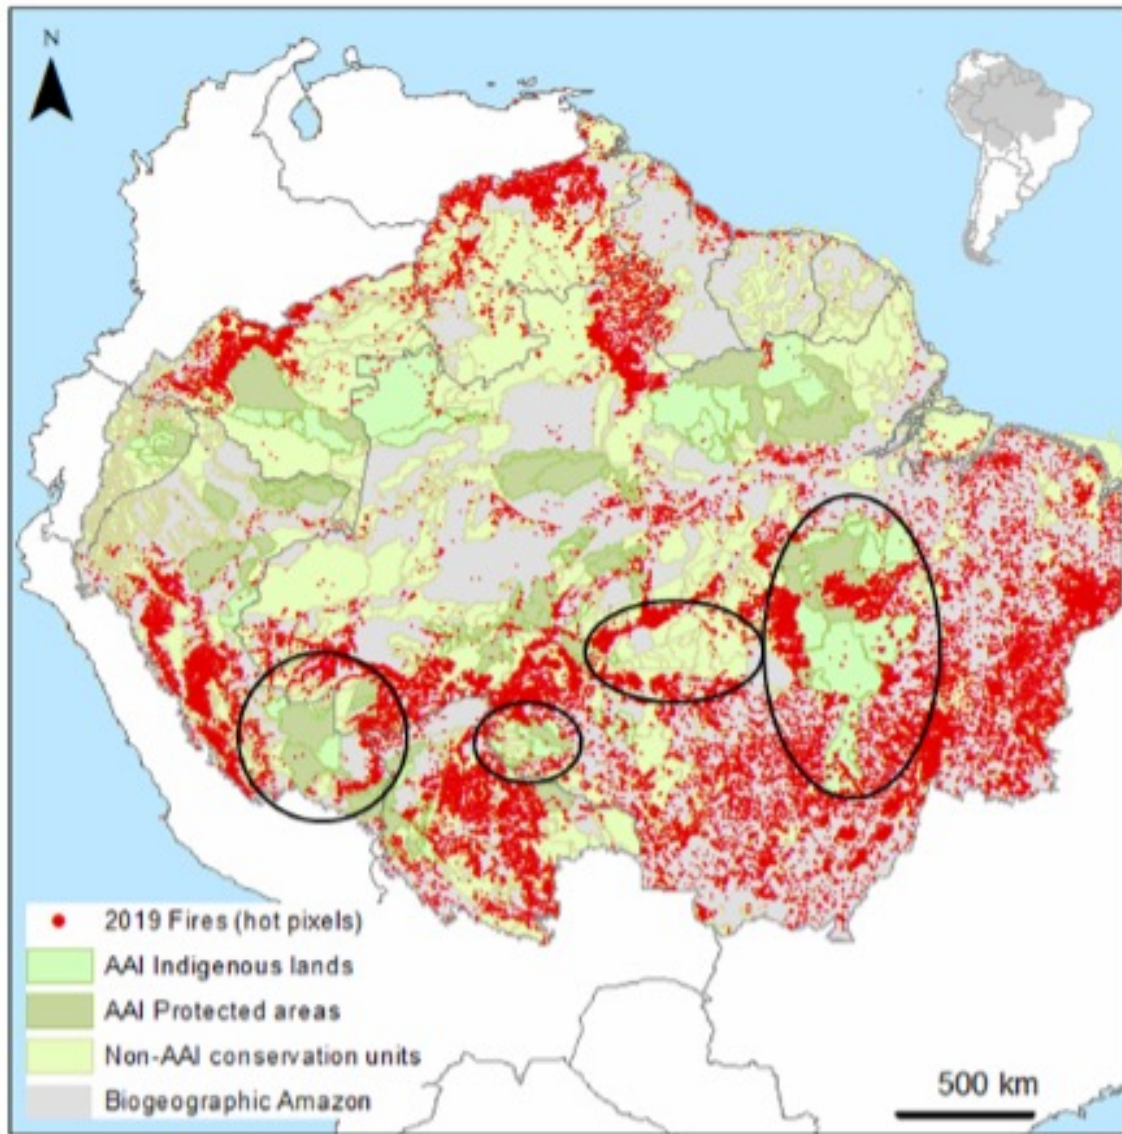 N
2019 Fires (hot pixels)
AAI Indigenous lands
AAI Protected areas
Non-AAI conservation units
Biogeographic Amazon
500 km